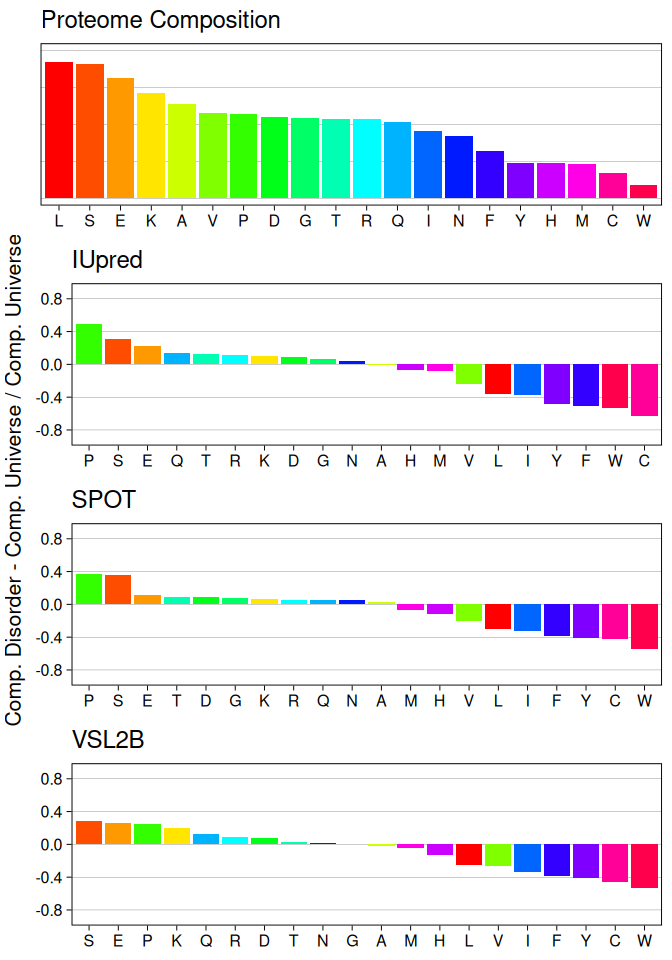 Proteome Composition
L S E K A V P D G T R Q I N F Y H M C W
Comp. Disorder - Comp. Universe / Comp. Universe
IUpred
0.8
0.4
0.0
-0.4
-0.8
P S E Q T R K D G N A H M V L I Y F W C
SPOT
0.8
0.4
0.0
-0.4
-0.8
P S E T D G K R Q N A M H V L I F Y C W
VSL2B
0.8
0.4
0.0
-0.4
-0.8
S E P K Q R D T N G A M H L V I F Y C W